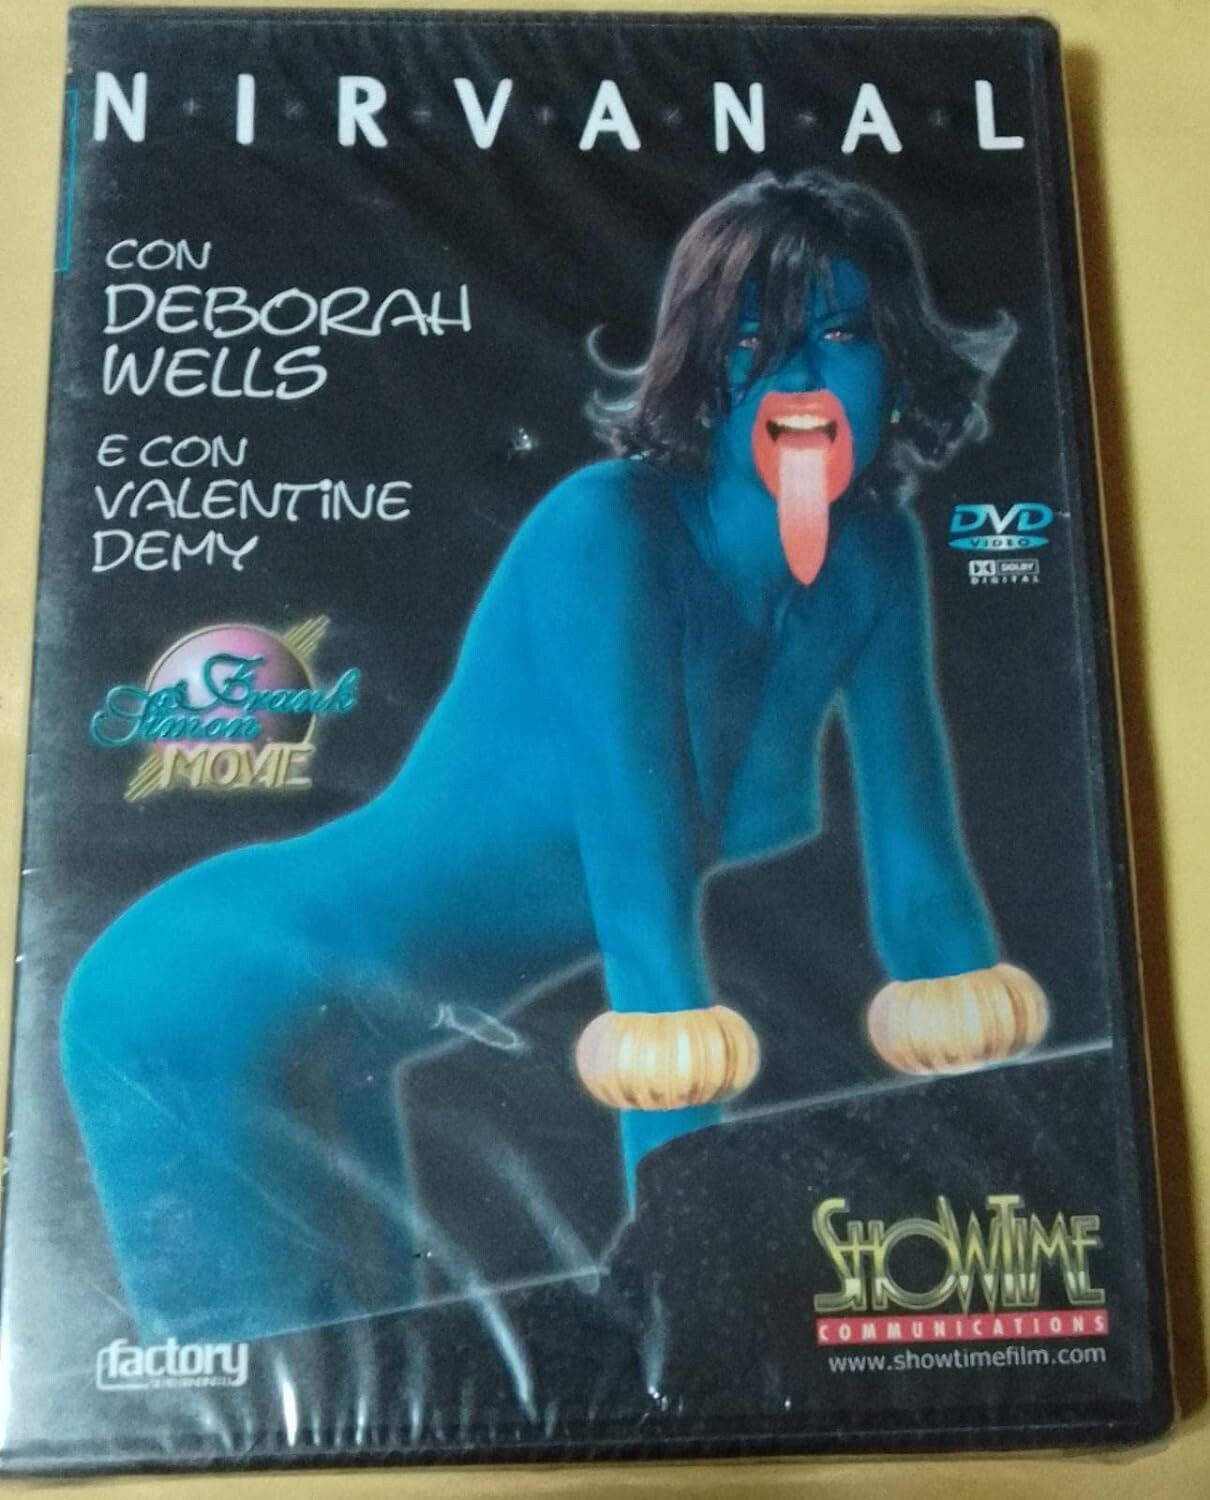 NIRVANAL
CON
DEBORAH
WELLS
E CON
VALENTINE
DEMY
Frank
Simon
MOVIE
DVD
VIDEO
DOLBY
DIGITAL
SHOWTIME
COMMUNICATIONS
www.showtimefilm.com
factory